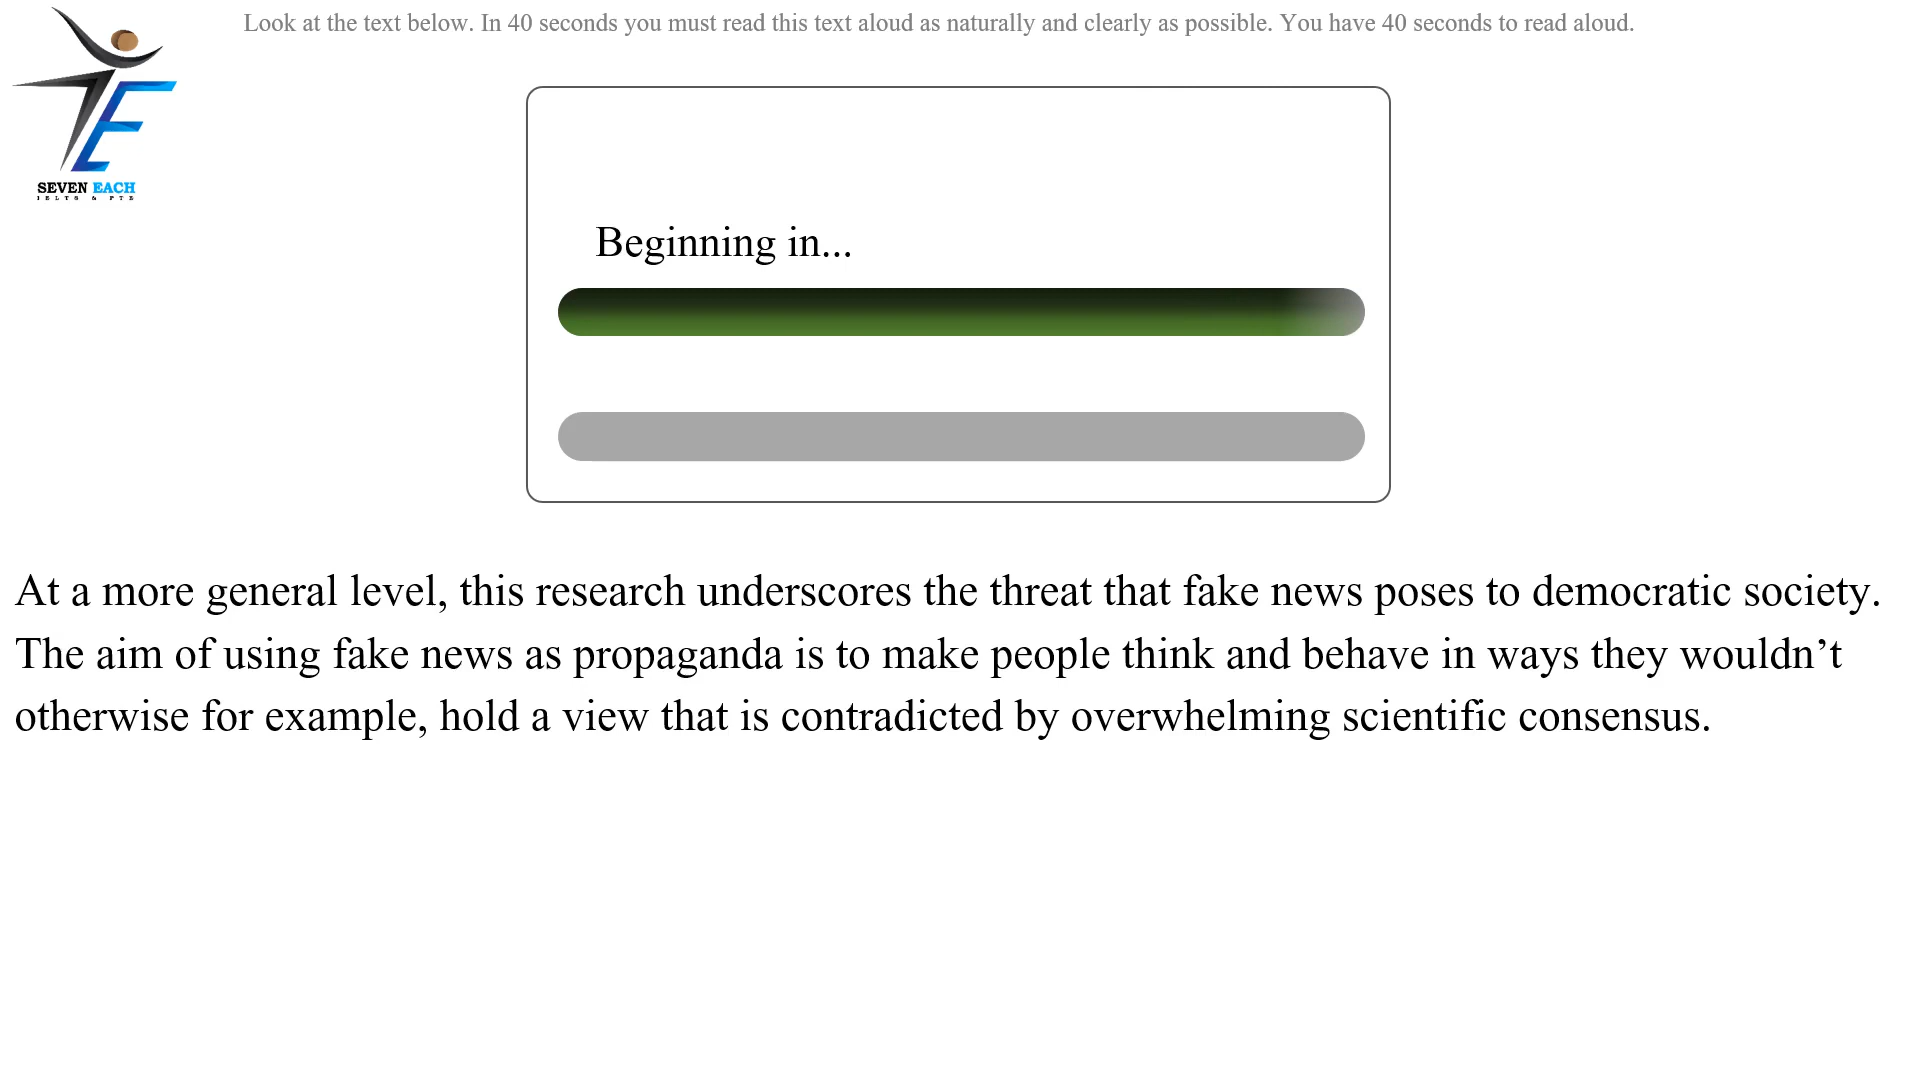 Look at the text below. In 40 seconds you must read this text aloud as naturally and clearly as possible. You have 40 seconds to read aloud.
SEVEN EACH
IELTS & PTE
Beginning in...
At a more general level, this research underscores the threat that fake news poses to democratic society.
The aim of using fake news as propaganda is to make people think and behave in ways they wouldn’t
otherwise for example, hold a view that is contradicted by overwhelming scientific consensus.